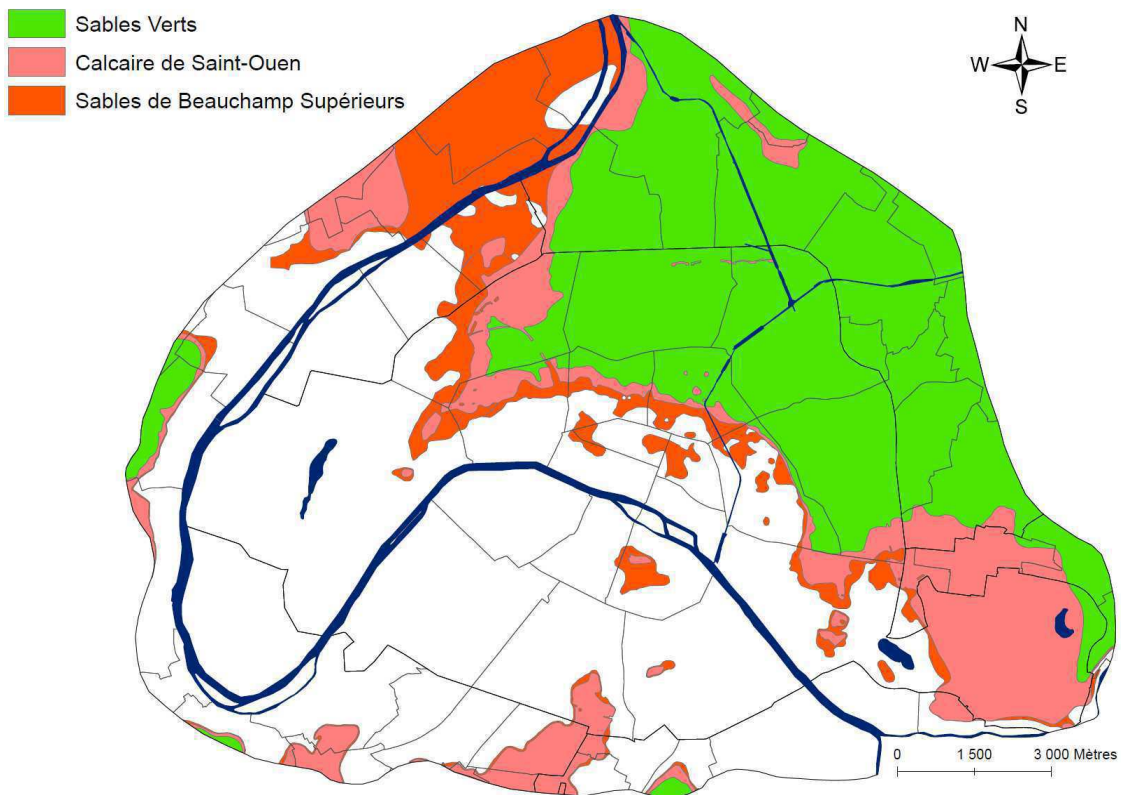 Sables Verts
Calcaire de Saint-Ouen
Sables de Beauchamp Supérieurs
N
W E
S
0 1 500 3 000 Mètres